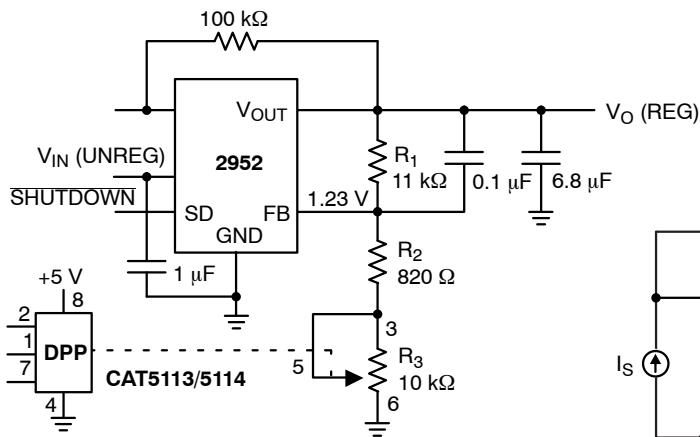 100 kΩ
V_OUT
V_O (REG)
V_IN (UNREG)
2952
R_1
11 kΩ
0.1 µF
6.8 µF
SHUTDOWN
SD
FB
1.23 V
GND
R_2
820 Ω
1 µF
+5 V
8
2
1
7
4
DPP
CAT5113/5114
3
5
R_3
10 kΩ
6
I_S